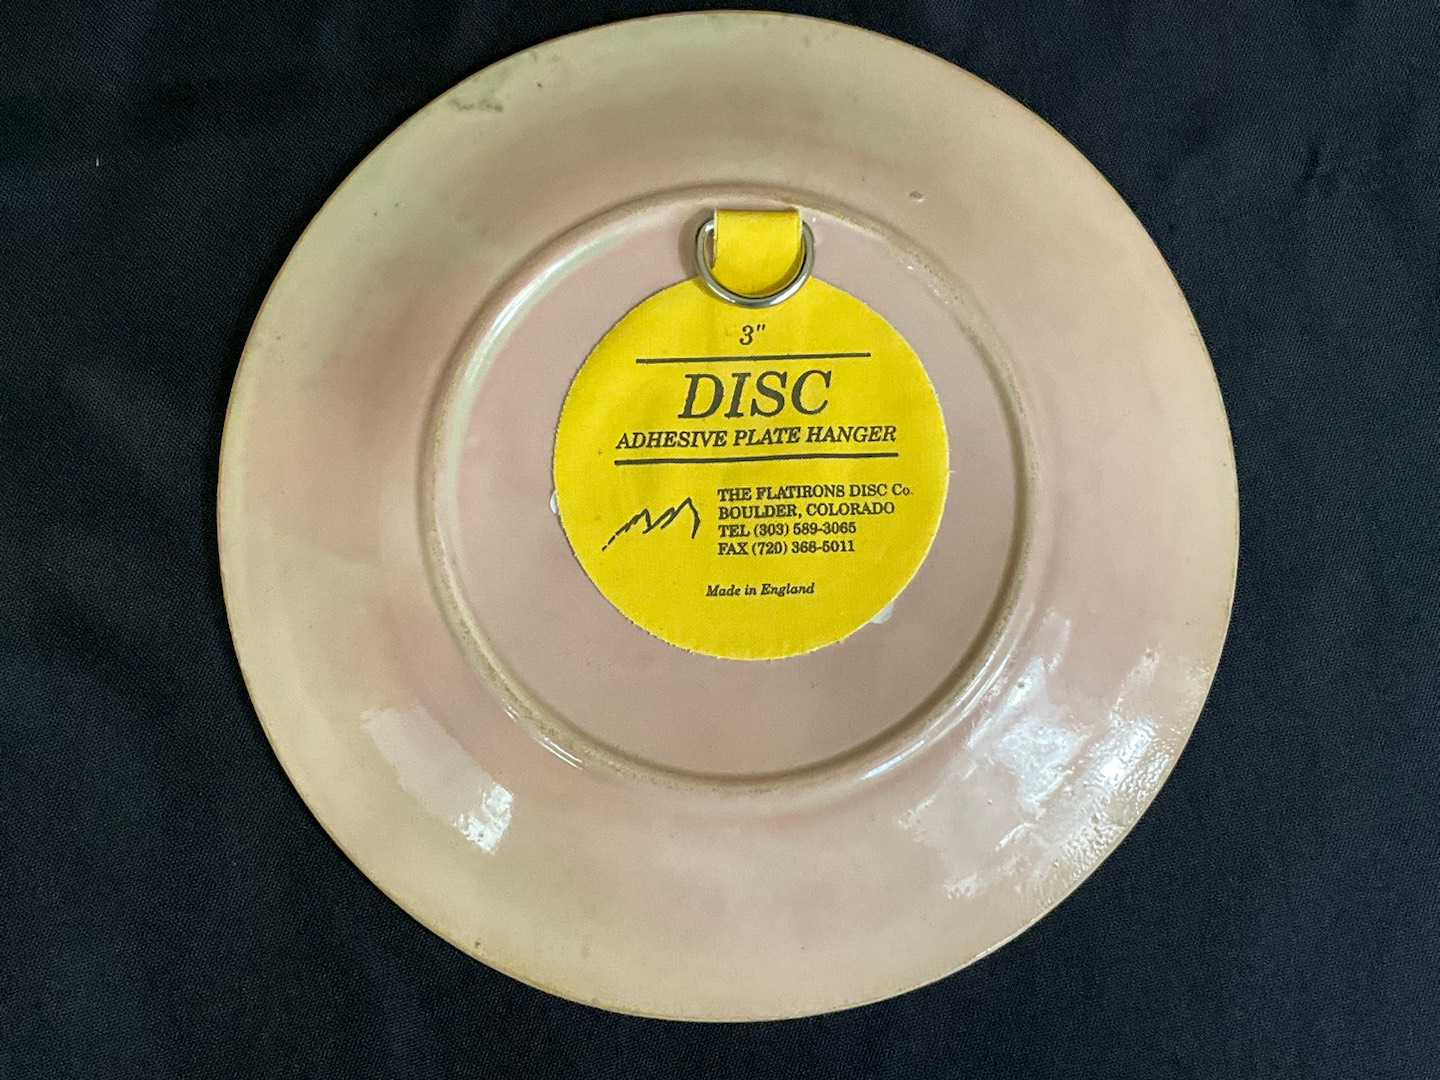 3"
DISC
ADHESIVE PLATE HANGER
THE FLATIRONS DISC Co.
BOULDER, COLORADO
TEL (303) 589-3065
FAX (720) 368-5011
Made in England